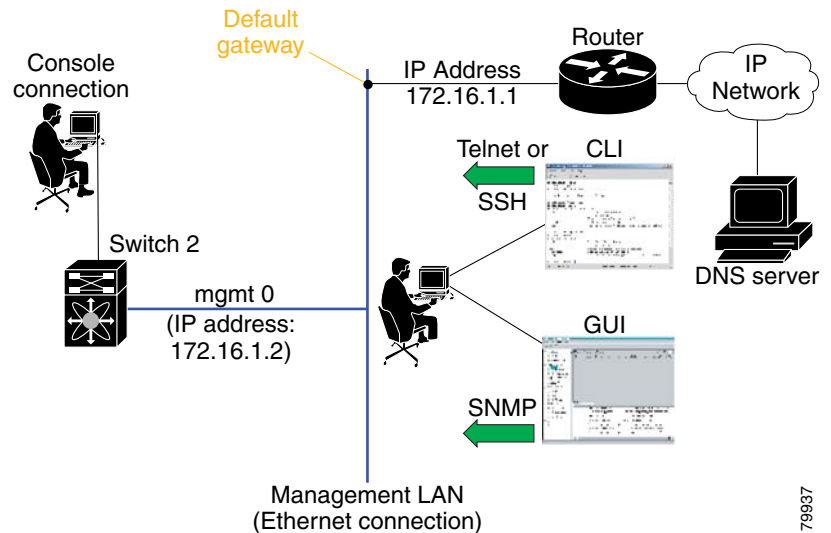 Default
gateway
Console
connection
IP Address
172.16.1.1
Router
IP
Network
Telnet or
SSH
CLI
DNS server
Switch 2
mgmt 0
(IP address:
172.16.1.2)
GUI
SNMP
Management LAN
(Ethernet connection)
79937